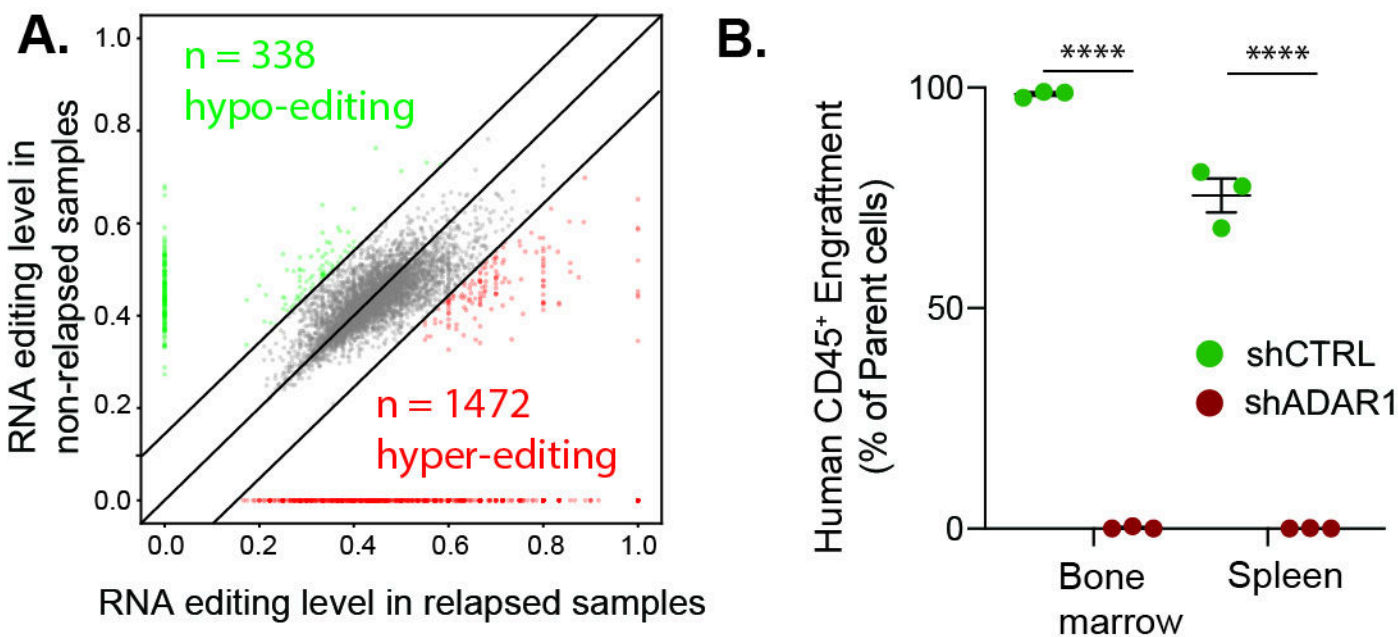 A.
n = 338
hypo-editing
n = 1472
hyper-editing
1.0
0.8
0.6
0.4
0.2
0.0
0.0 0.2 0.4 0.6 0.8 1.0
RNA editing level in
non-relapsed samples
RNA editing level in relapsed samples
B.
**** ****
100
50
0
Human CD45⁺ Engraftment
(% of Parent cells)
shCTRL
shADAR1
Bone
marrow
Spleen